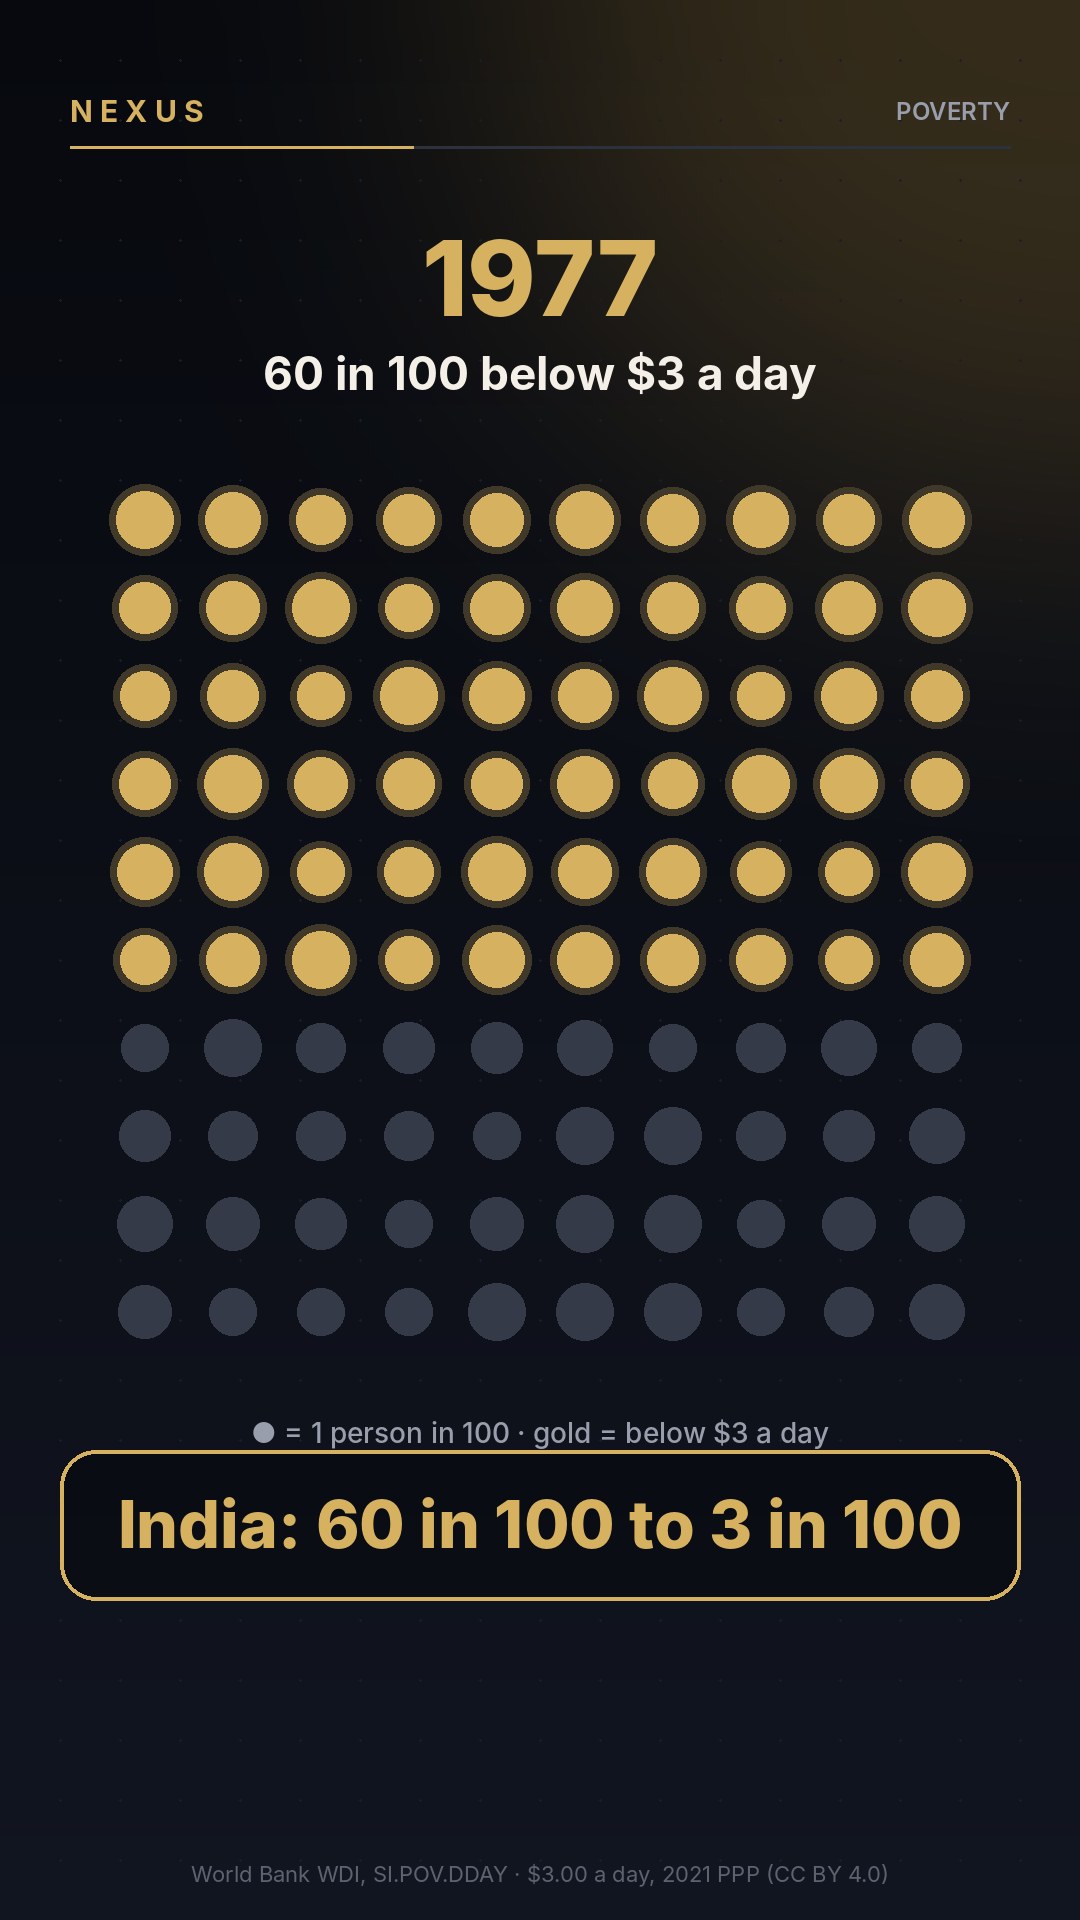 NEXUS
POVERTY
1977
60 in 100 below $3 a day
= 1 person in 100 · gold = below $3 a day
India: 60 in 100 to 3 in 100
World Bank WDI, SI.POV.DDAY · $3.00 a day, 2021 PPP (CC BY 4.0)